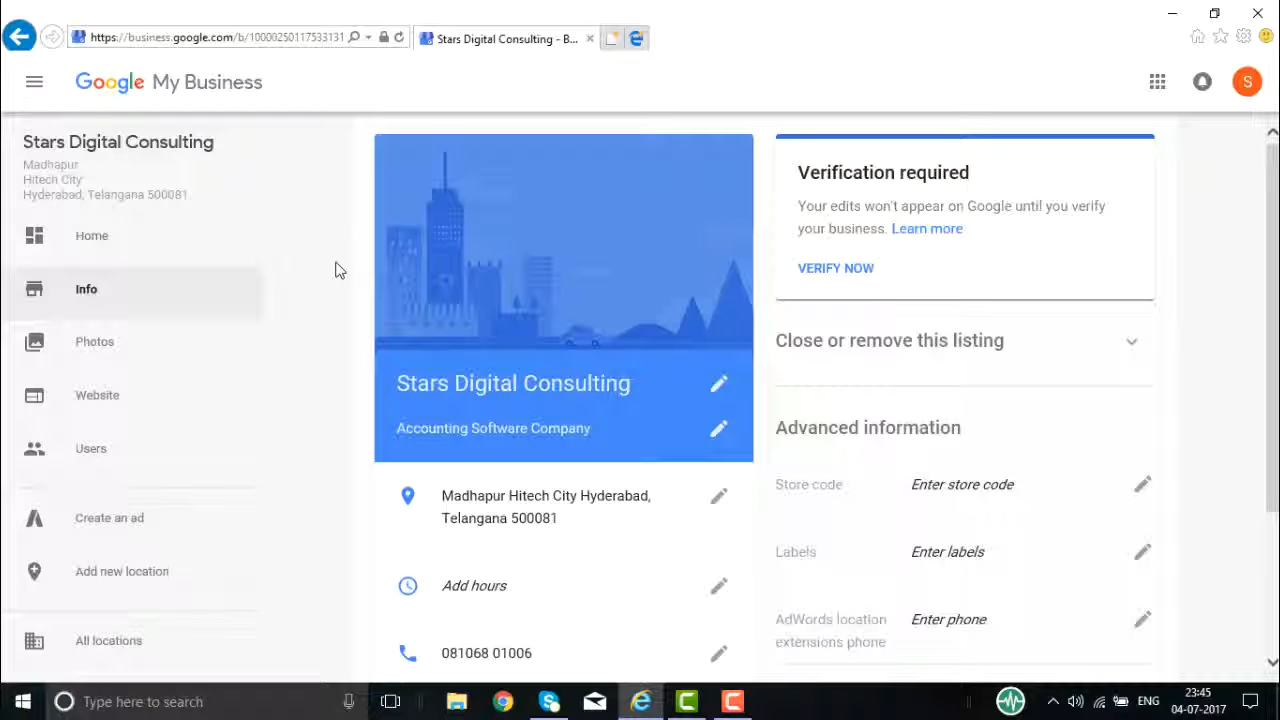 https://business.google.com/b/10000250117533131
Stars Digital Consulting - B...
Google My Business
S
Stars Digital Consulting
Madhapur
Hitech City
Hyderabad, Telangana 500081
Home
Info
Photos
Website
Users
Create an ad
Add new location
All locations
Stars Digital Consulting
Accounting Software Company
Madhapur Hitech City Hyderabad,
Telangana 500081
Add hours
081068 01006
Verification required
Your edits won't appear on Google until you verify
your business. Learn more
VERIFY NOW
Close or remove this listing
Advanced information
Store code Enter store code
Labels Enter labels
AdWords location
extensions phone
Enter phone
Type here to search
ENG
23:45
04-07-2017